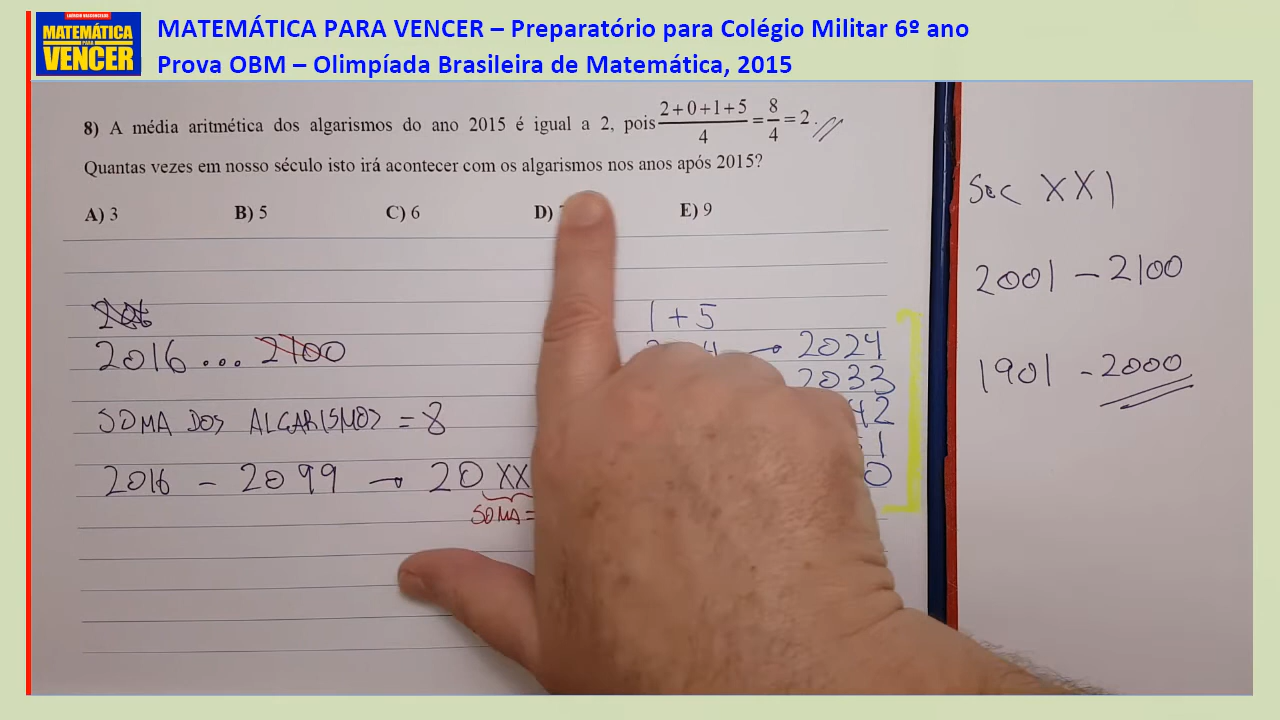 MATEMÁTICA PARA VENCER
MATEMÁTICA PARA VENCER – Preparatório para Colégio Militar 6º ano
Prova OBM – Olimpíada Brasileira de Matemática, 2015
8) A média aritmética dos algarismos do ano 2015 é igual a 2, pois (2+0+1+5)/4 = 8/4 = 2.
Quantas vezes em nosso século isto irá acontecer com os algarismos nos anos após 2015?
A) 3 B) 5 C) 6 D) E) 9
2016 ... 2100
SOMA DOS ALGARISMOS = 8
2016 - 2099 → 20XX
SOMA =
1 + 5
4 → 2024
2033
42
1
0
Sec XXI
2001 - 2100
1901 - 2000